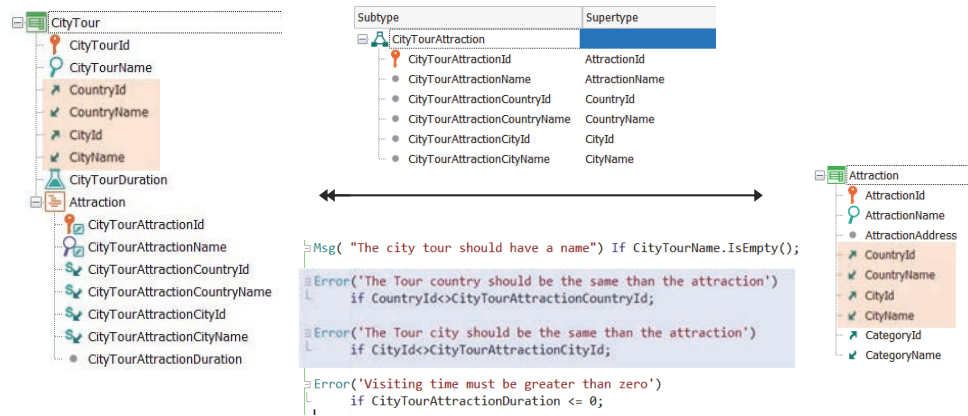 CityTour
CityTourId
CityTourName
CountryId
CountryName
CityId
CityName
CityTourDuration
Attraction
CityTourAttractionId
CityTourAttractionName
CityTourAttractionCountryId
CityTourAttractionCountryName
CityTourAttractionCityId
CityTourAttractionCityName
CityTourAttractionDuration
Subtype Supertype
CityTourAttraction
CityTourAttractionId AttractionId
CityTourAttractionName AttractionName
CityTourAttractionCountryId CountryId
CityTourAttractionCountryName CountryName
CityTourAttractionCityId CityId
CityTourAttractionCityName CityName
Msg( "The city tour should have a name") If CityTourName.IsEmpty();
Error('The Tour country should be the same than the attraction')
if CountryId<>CityTourAttractionCountryId;
Error('The Tour city should be the same than the attraction')
if CityId<>CityTourAttractionCityId;
Error('Visiting time must be greater than zero')
if CityTourAttractionDuration <= 0;
Attraction
AttractionId
AttractionName
AttractionAddress
CountryId
CountryName
CityId
CityName
CategoryId
CategoryName